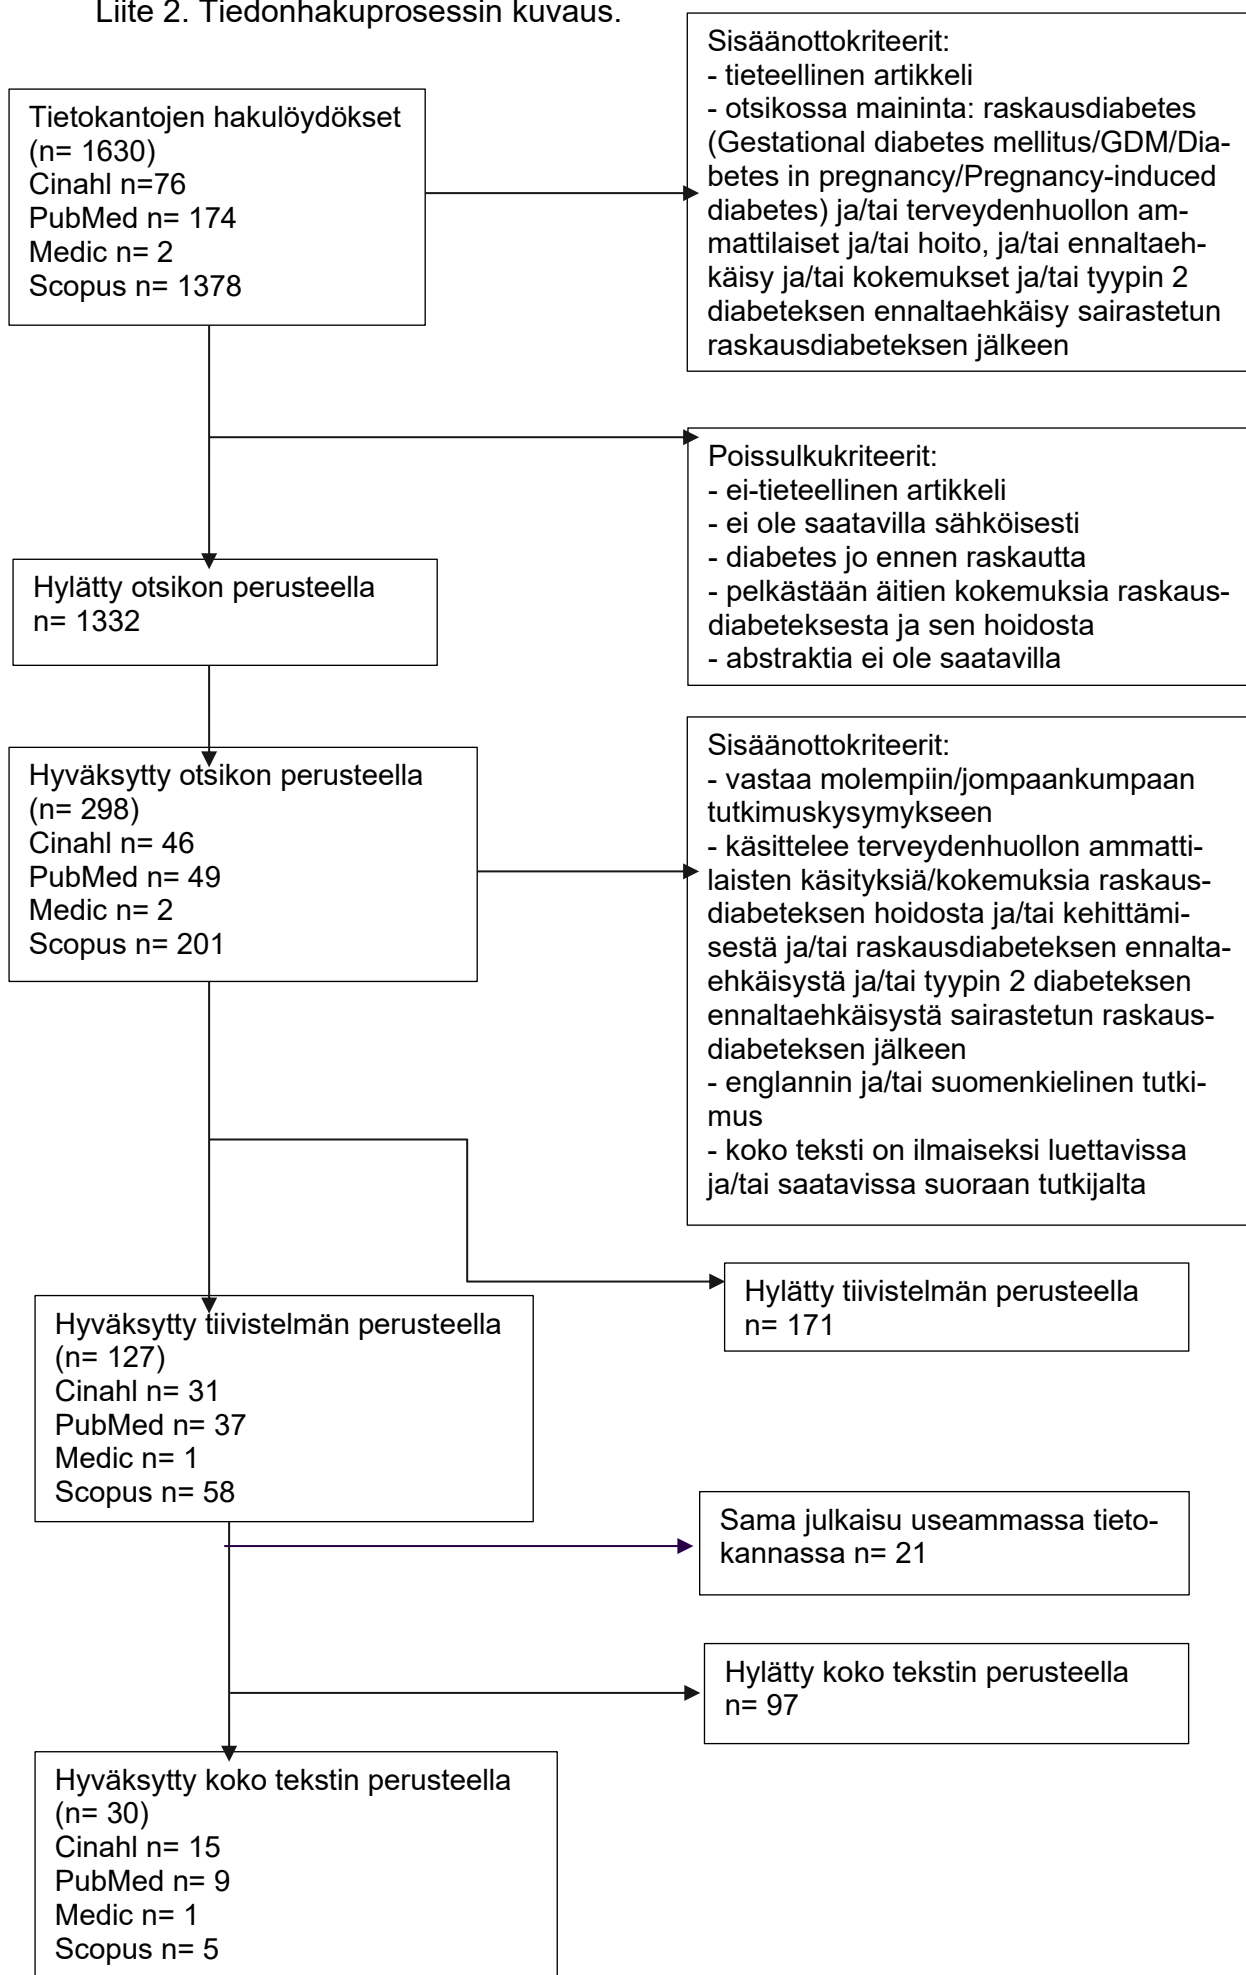 Liite 2. Tiedonhakuprosessin kuvaus.
Tietokantojen hakulöydökset
(n= 1630)
Cinahl n=76
PubMed n= 174
Medic n= 2
Scopus n= 1378
Sisäänottokriteerit:
- tieteellinen artikkeli
- otsikossa maininta: raskausdiabetes
(Gestational diabetes mellitus/GDM/Dia-
betes in pregnancy/Pregnancy-induced
diabetes) ja/tai terveydenhuollon am-
mattilaiset ja/tai hoito, ja/tai ennaltaeh-
käisy ja/tai kokemukset ja/tai tyypin 2
diabeteksen ennaltaehkäisy sairastetun
raskausdiabeteksen jälkeen
Poissulkukriteerit:
- ei-tieteellinen artikkeli
- ei ole saatavilla sähköisesti
- diabetes jo ennen raskautta
- pelkästään äitien kokemuksia raskaus-
diabeteksesta ja sen hoidosta
- abstraktia ei ole saatavilla
Hylätty otsikon perusteella
n= 1332
Hyväksytty otsikon perusteella
(n= 298)
Cinahl n= 46
PubMed n= 49
Medic n= 2
Scopus n= 201
Sisäänottokriteerit:
- vastaa molempiin/jompaankumpaan
tutkimuskysymykseen
- käsittelee terveydenhuollon ammatti-
laisten käsityksiä/kokemuksia raskaus-
diabeteksen hoidosta ja/tai kehittämi-
sestä ja/tai raskausdiabeteksen ennalta-
ehkäisystä ja/tai tyypin 2 diabeteksen
ennaltaehkäisystä sairastetun raskaus-
diabeteksen jälkeen
- englannin ja/tai suomenkielinen tutki-
mus
- koko teksti on ilmaiseksi luettavissa
ja/tai saatavissa suoraan tutkijalta
Hylätty tiivistelmän perusteella
n= 171
Hyväksytty tiivistelmän perusteella
(n= 127)
Cinahl n= 31
PubMed n= 37
Medic n= 1
Scopus n= 58
Sama julkaisu useammassa tieto-
kannassa n= 21
Hylätty koko tekstin perusteella
n= 97
Hyväksytty koko tekstin perusteella
(n= 30)
Cinahl n= 15
PubMed n= 9
Medic n= 1
Scopus n= 5